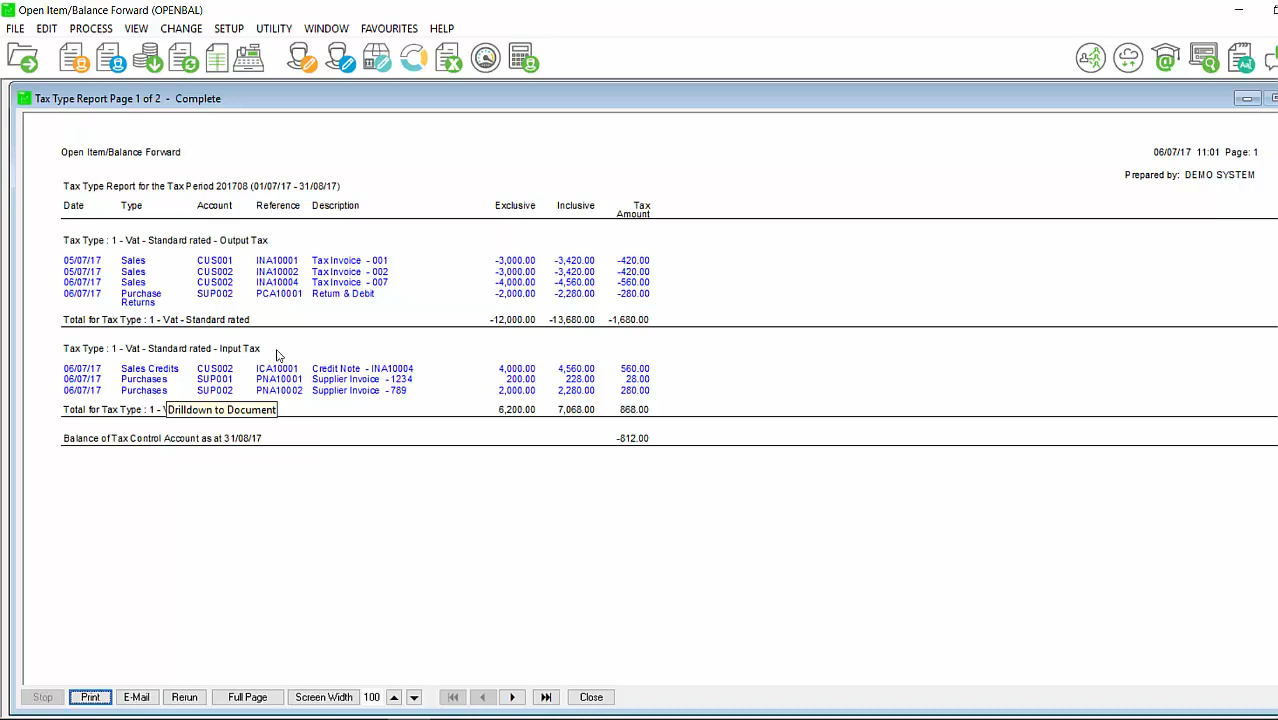 Open Item/Balance Forward (OPENBAL)
FILE EDIT PROCESS VIEW CHANGE SETUP UTILITY WINDOW FAVOURITES HELP
Tax Type Report Page 1 of 2 - Complete
Open Item/Balance Forward 06/07/17 11:01 Page: 1
Prepared by: DEMO SYSTEM
Tax Type Report for the Tax Period 201708 (01/07/17 - 31/08/17)
Date Type Account Reference Description Exclusive Inclusive Tax
Amount
Tax Type : 1 - Vat - Standard rated - Output Tax
05/07/17 Sales CUS001 INA10001 Tax Invoice - 001 -3,000.00 -3,420.00 -420.00
05/07/17 Sales CUS002 INA10002 Tax Invoice - 002 -3,000.00 -3,420.00 -420.00
06/07/17 Sales CUS002 INA10004 Tax Invoice - 007 -4,000.00 -4,560.00 -560.00
06/07/17 Purchase SUP002 PCA10001 Return & Debit -2,000.00 -2,280.00 -280.00
Returns
Total for Tax Type : 1 - Vat - Standard rated -12,000.00 -13,680.00 -1,680.00
Tax Type : 1 - Vat - Standard rated - Input Tax
06/07/17 Sales Credits CUS002 ICA10001 Credit Note - INA10004 4,000.00 4,560.00 560.00
06/07/17 Purchases SUP001 PNA10001 Supplier Invoice - 1234 200.00 228.00 28.00
06/07/17 Purchases SUP002 PNA10002 Supplier Invoice - 789 2,000.00 2,280.00 280.00
Total for Tax Type : 1 - Drilldown to Document 6,200.00 7,068.00 868.00
Balance of Tax Control Account as at 31/08/17 -812.00
Stop Print E-Mail Rerun Full Page Screen Width 100 Close